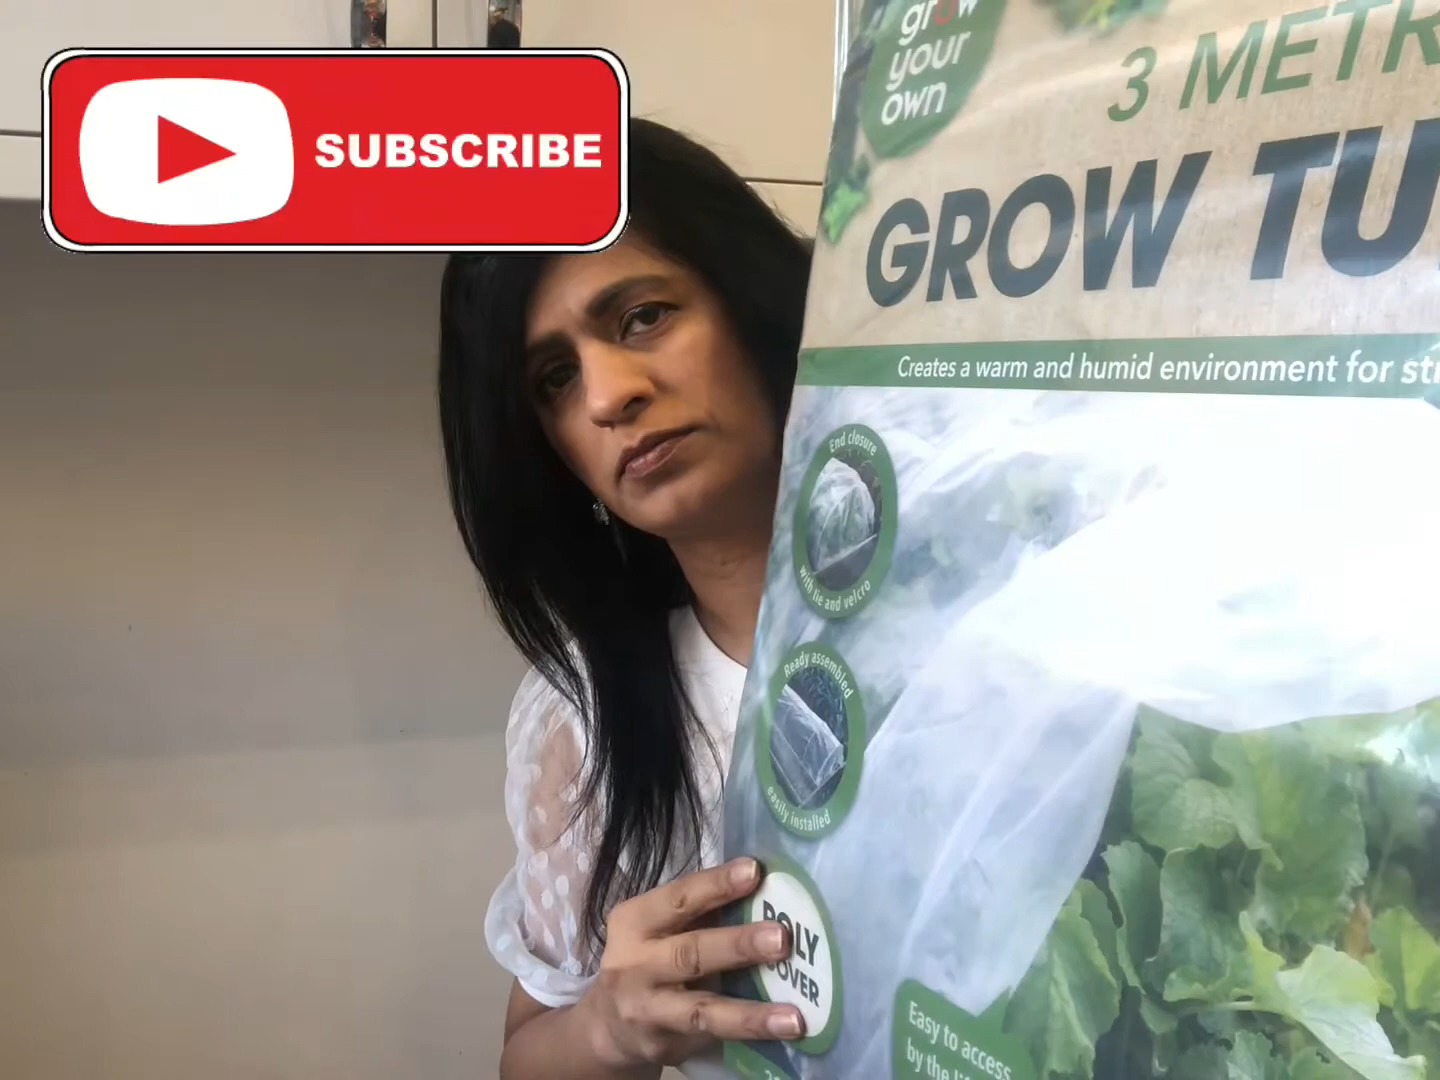 SUBSCRIBE
grow
your
own
3 METR
GROW TU
Creates a warm and humid environment for st
End closure
with tie and velcro
Ready assembled
easily installed
POLY
COVER
Easy to access
by the